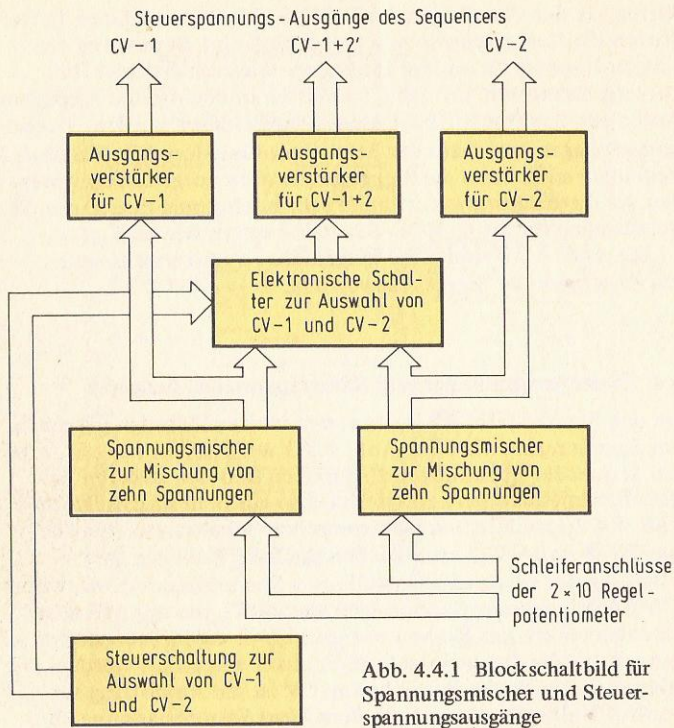 Steuerspannungs-Ausgänge des Sequencers
CV-1
CV-1+2'
CV-2
Ausgangs-
verstärker
für CV-1
Ausgangs-
verstärker
für CV-1+2
Ausgangs-
verstärker
für CV-2
Elektronische Schal-
ter zur Auswahl von
CV-1 und CV-2
Spannungsmischer
zur Mischung von
zehn Spannungen
Spannungsmischer
zur Mischung von
zehn Spannungen
Schleiferanschlüsse
der 2×10 Regel-
potentiometer
Steuerschaltung zur
Auswahl von CV-1
und CV-2
Abb. 4.4.1 Blockschaltbild für
Spannungsmischer und Steuer-
spannungsausgänge